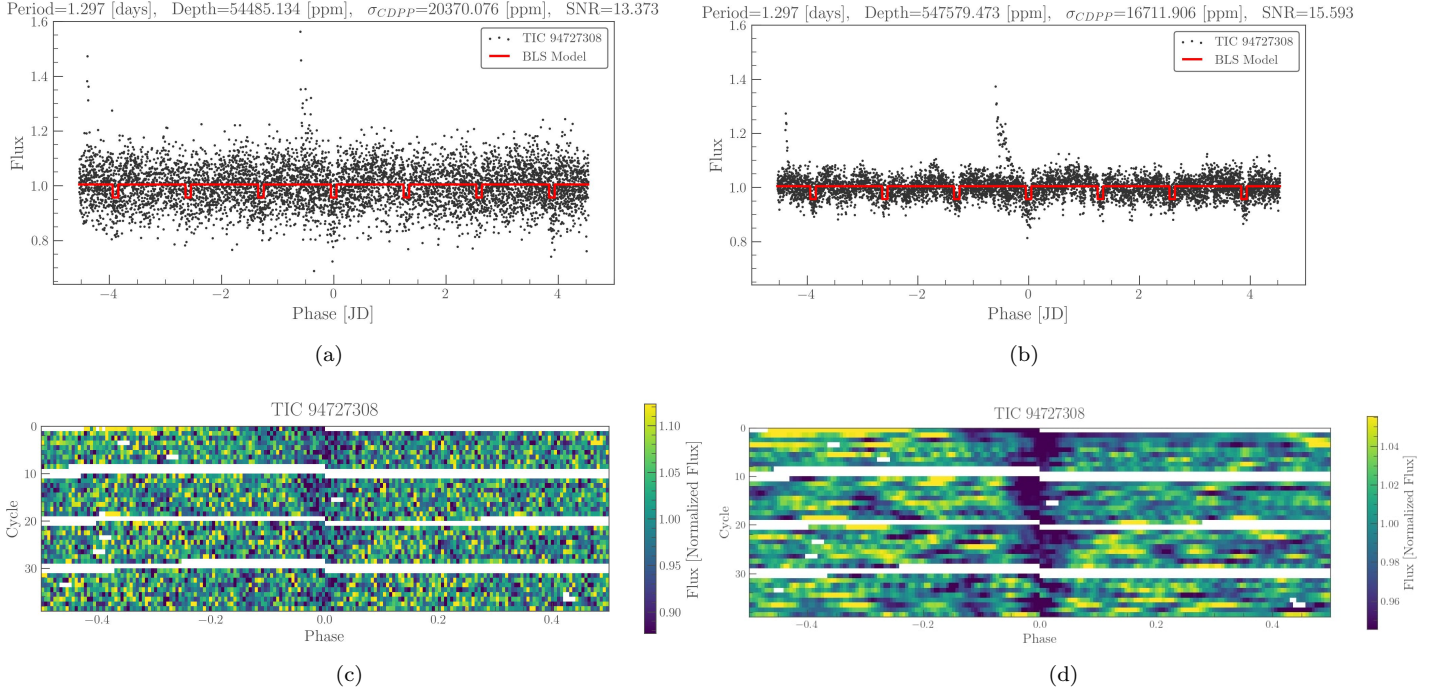 Period=1.297 [days], Depth=54485.134 [ppm], σCDPP=20370.076 [ppm], SNR=13.373
1.6
1.4
1.2
1.0
0.8
Flux
TIC 94727308
BLS Model
−4
−2
0
2
4
Phase [JD]
(a)
Period=1.297 [days], Depth=547579.473 [ppm], σCDPP=16711.906 [ppm], SNR=15.593
1.6
1.4
1.2
1.0
0.8
Flux
TIC 94727308
BLS Model
−4
−2
0
2
4
Phase [JD]
(b)
TIC 94727308
0
10
20
30
Cycle
−0.4
−0.2
0.0
0.2
0.4
Phase
1.10
1.05
1.00
0.95
0.90
Flux [Normalized Flux]
(c)
TIC 94727308
0
10
20
30
Cycle
−0.4
−0.2
0.0
0.2
0.4
Phase
1.04
1.02
1.00
0.98
0.96
Flux [Normalized Flux]
(d)